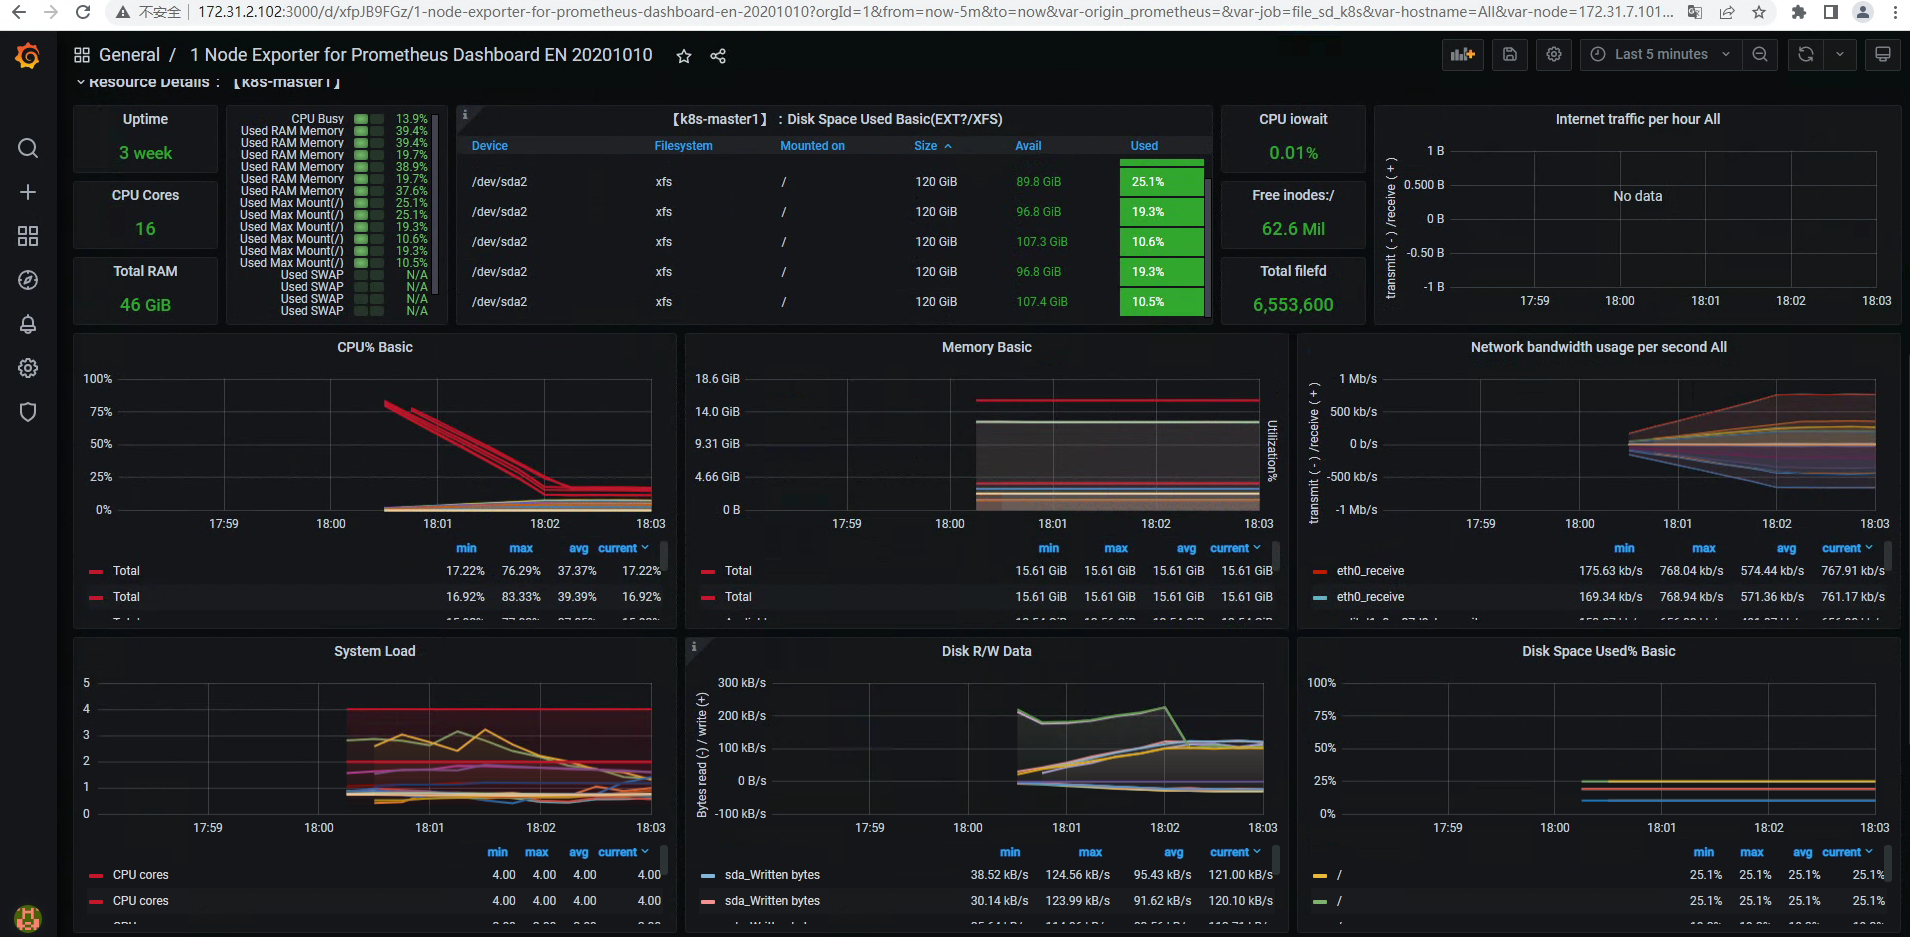 不安全
172.31.2.102:3000/d/xfpJB9FGz/1-node-exporter-for-prometheus-dashboard-en-20201010?orgId=1&from=now-5m&to=now&var-origin_prometheus=&var-job=file_sd_k8s&var-hostname=All&var-node=172.31.7.101...
General / 1 Node Exporter for Prometheus Dashboard EN 20201010
Last 5 minutes
Resource Details：【k8s-master1】
Uptime
3 week
CPU Cores
16
Total RAM
46 GiB
CPU Busy 13.9%
Used RAM Memory 39.4%
Used RAM Memory 39.4%
Used RAM Memory 19.7%
Used RAM Memory 38.9%
Used RAM Memory 19.7%
Used RAM Memory 37.6%
Used Max Mount(/) 25.1%
Used Max Mount(/) 25.1%
Used Max Mount(/) 19.3%
Used Max Mount(/) 10.6%
Used Max Mount(/) 19.3%
Used Max Mount(/) 10.5%
Used SWAP N/A
Used SWAP N/A
Used SWAP N/A
Used SWAP N/A
【k8s-master1】：Disk Space Used Basic(EXT?/XFS)
Device Filesystem Mounted on Size Avail Used
/dev/sda2 xfs / 120 GiB 89.8 GiB 25.1%
/dev/sda2 xfs / 120 GiB 96.8 GiB 19.3%
/dev/sda2 xfs / 120 GiB 107.3 GiB 10.6%
/dev/sda2 xfs / 120 GiB 96.8 GiB 19.3%
/dev/sda2 xfs / 120 GiB 107.4 GiB 10.5%
CPU iowait
0.01%
Free inodes:/
62.6 Mil
Total filefd
6,553,600
Internet traffic per hour All
transmit (-) /receive (+)
1 B
0.500 B
0 B
-0.50 B
-1 B
No data
17:59 18:00 18:01 18:02 18:03
CPU% Basic
100%
75%
50%
25%
0%
17:59 18:00 18:01 18:02 18:03
min max avg current
Total 17.22% 76.29% 37.37% 17.22%
Total 16.92% 83.33% 39.39% 16.92%
Memory Basic
18.6 GiB
14.0 GiB
9.31 GiB
4.66 GiB
0 B
Utilization%
17:59 18:00 18:01 18:02 18:03
min max avg current
Total 15.61 GiB 15.61 GiB 15.61 GiB 15.61 GiB
Total 15.61 GiB 15.61 GiB 15.61 GiB 15.61 GiB
Network bandwidth usage per second All
transmit (-) /receive (+)
1 Mb/s
500 kb/s
0 b/s
-500 kb/s
-1 Mb/s
17:59 18:00 18:01 18:02 18:03
min max avg current
eth0_receive 175.63 kb/s 768.04 kb/s 574.44 kb/s 767.91 kb/s
eth0_receive 169.34 kb/s 768.94 kb/s 571.36 kb/s 761.17 kb/s
System Load
5
4
3
2
1
0
17:59 18:00 18:01 18:02 18:03
min max avg current
CPU cores 4.00 4.00 4.00 4.00
CPU cores 4.00 4.00 4.00 4.00
Disk R/W Data
Bytes read (-) / write (+)
300 kB/s
200 kB/s
100 kB/s
0 B/s
-100 kB/s
17:59 18:00 18:01 18:02 18:03
min max avg current
sda_Written bytes 38.52 kB/s 124.56 kB/s 95.43 kB/s 121.00 kB/s
sda_Written bytes 30.14 kB/s 123.99 kB/s 91.62 kB/s 120.10 kB/s
Disk Space Used% Basic
100%
75%
50%
25%
0%
17:59 18:00 18:01 18:02 18:03
min max avg current
/ 25.1% 25.1% 25.1% 25.1%
/ 25.1% 25.1% 25.1% 25.1%